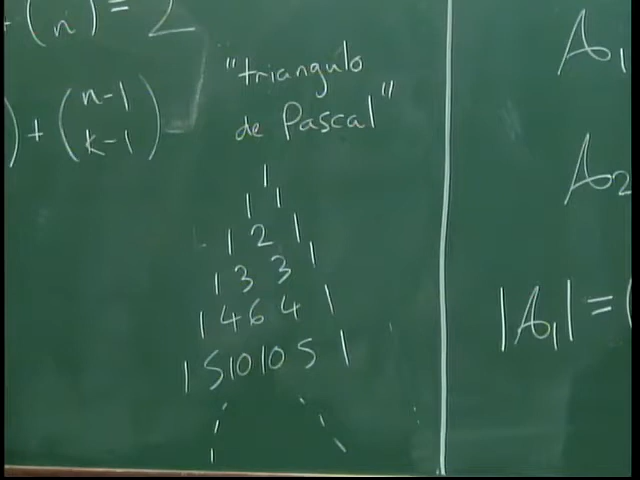 +(n) = 2
) + (n-1
k-1)
"triangulo
de Pascal"
1
1 1
1 2 1
1 3 3 1
1 4 6 4 1
1 5 10 10 5 1
A₁
A₂
|A₁| = (